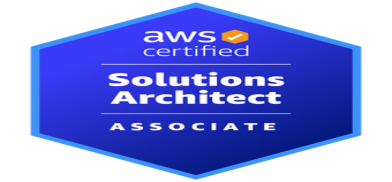 aws
certified
Solutions
Architect
ASSOCIATE